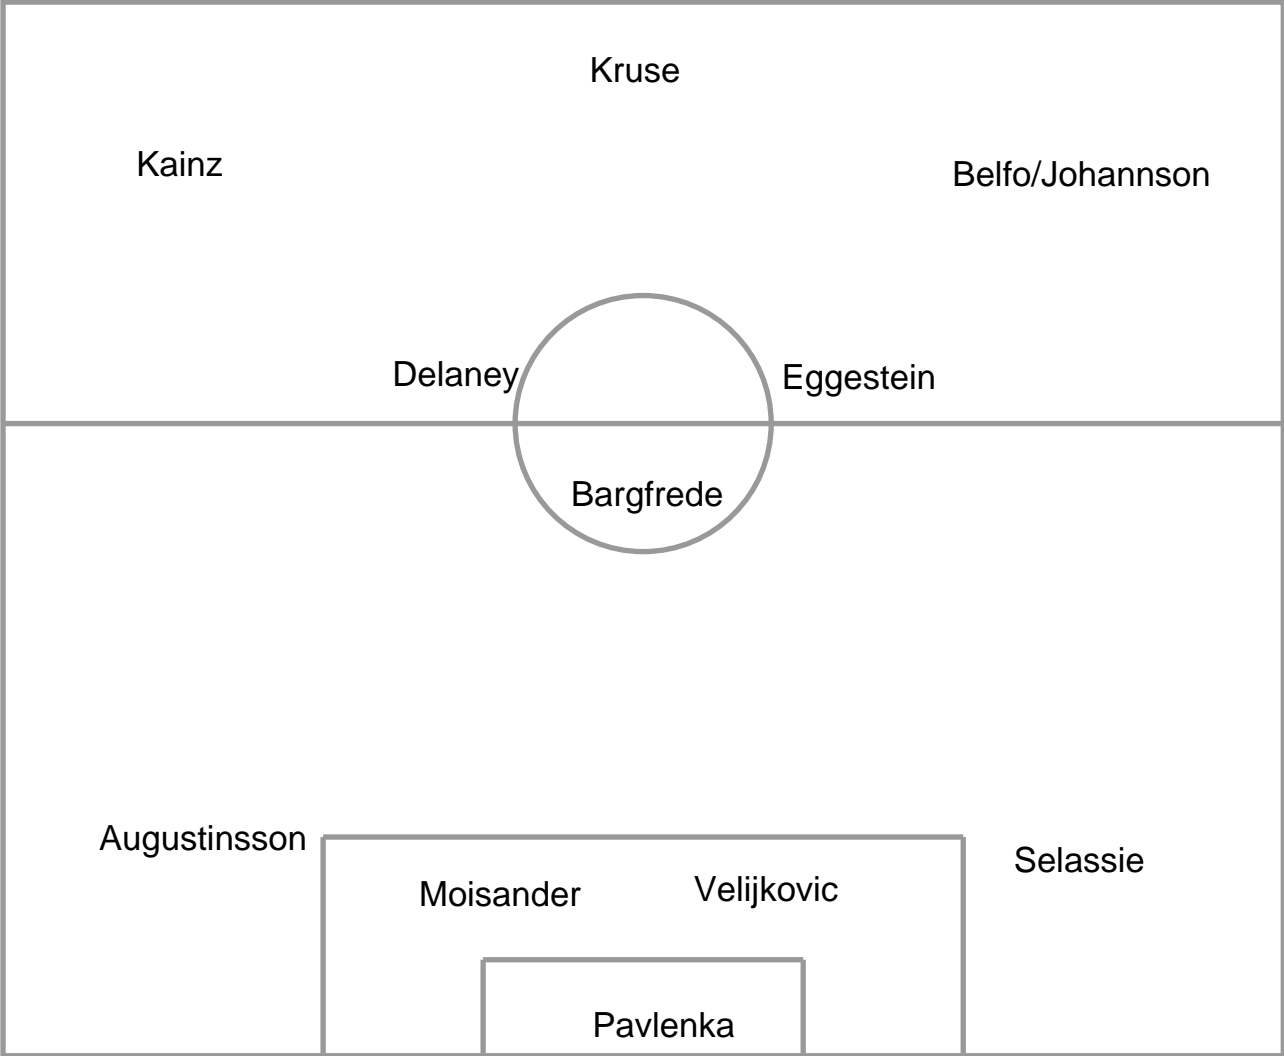 Kruse
Kainz
Belfo/Johannson
Delaney
Eggestein
Bargfrede
Augustinsson
Selassie
Moisander
Velijkovic
Pavlenka